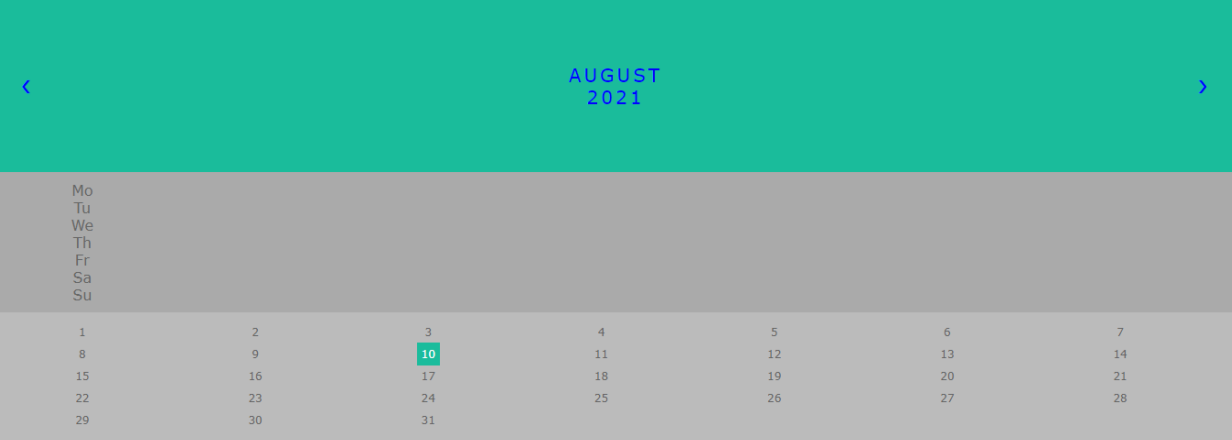 AUGUST
2021
❮ ❯
Mo
Tu
We
Th
Fr
Sa
Su
1 2 3 4 5 6 7
8 9 10 11 12 13 14
15 16 17 18 19 20 21
22 23 24 25 26 27 28
29 30 31